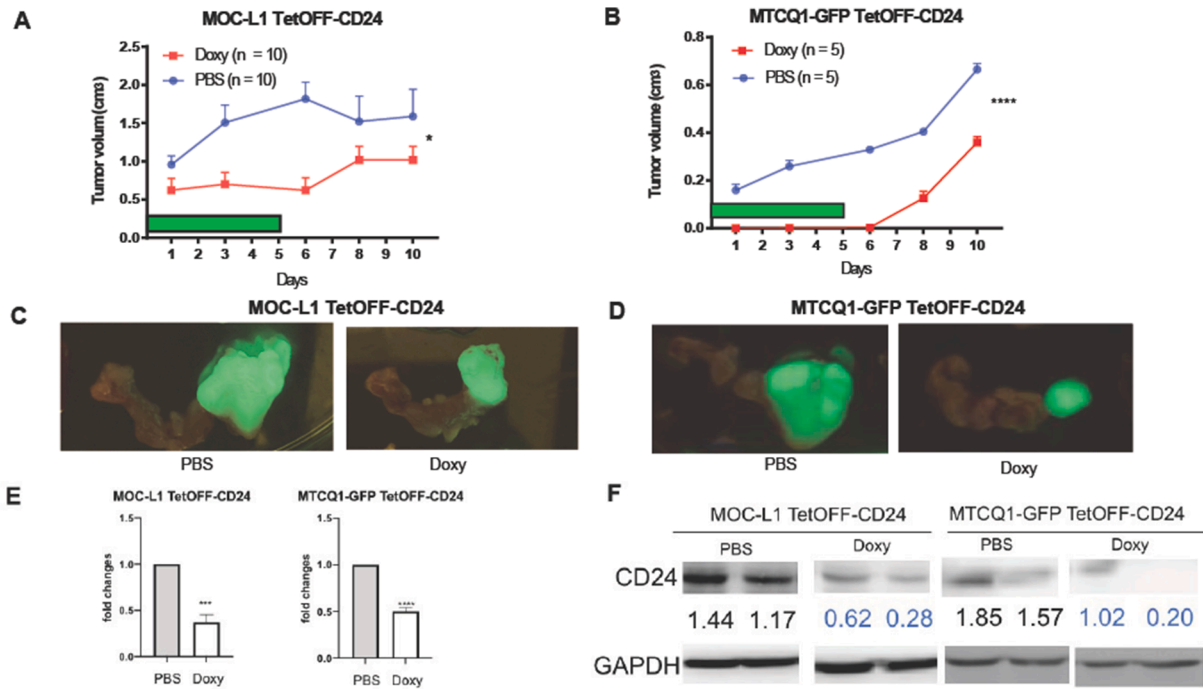 A
MOC-L1 TetOFF-CD24
Tumor volum (cm3)
2.5
2.0
1.5
1.0
0.5
0.0
Doxy (n = 10)
PBS (n = 10)
*
1 2 3 4 5 6 7 8 9 10
Days
B
MTCQ1-GFP TetOFF-CD24
Tumor volume (cm3)
0.8
0.6
0.4
0.2
0.0
Doxy (n = 5)
PBS (n = 5)
****
1 2 3 4 5 6 7 8 9 10
Days
C
MOC-L1 TetOFF-CD24
PBS
Doxy
D
MTCQ1-GFP TetOFF-CD24
PBS
Doxy
E
MOC-L1 TetOFF-CD24
fold changes
1.5
1.0
0.5
0.0
***
PBS Doxy
MTCQ1-GFP TetOFF-CD24
fold changes
1.5
1.0
0.5
0.0
****
PBS Doxy
F
MOC-L1 TetOFF-CD24 MTCQ1-GFP TetOFF-CD24
PBS Doxy PBS Doxy
CD24
1.44 1.17 0.62 0.28 1.85 1.57 1.02 0.20
GAPDH